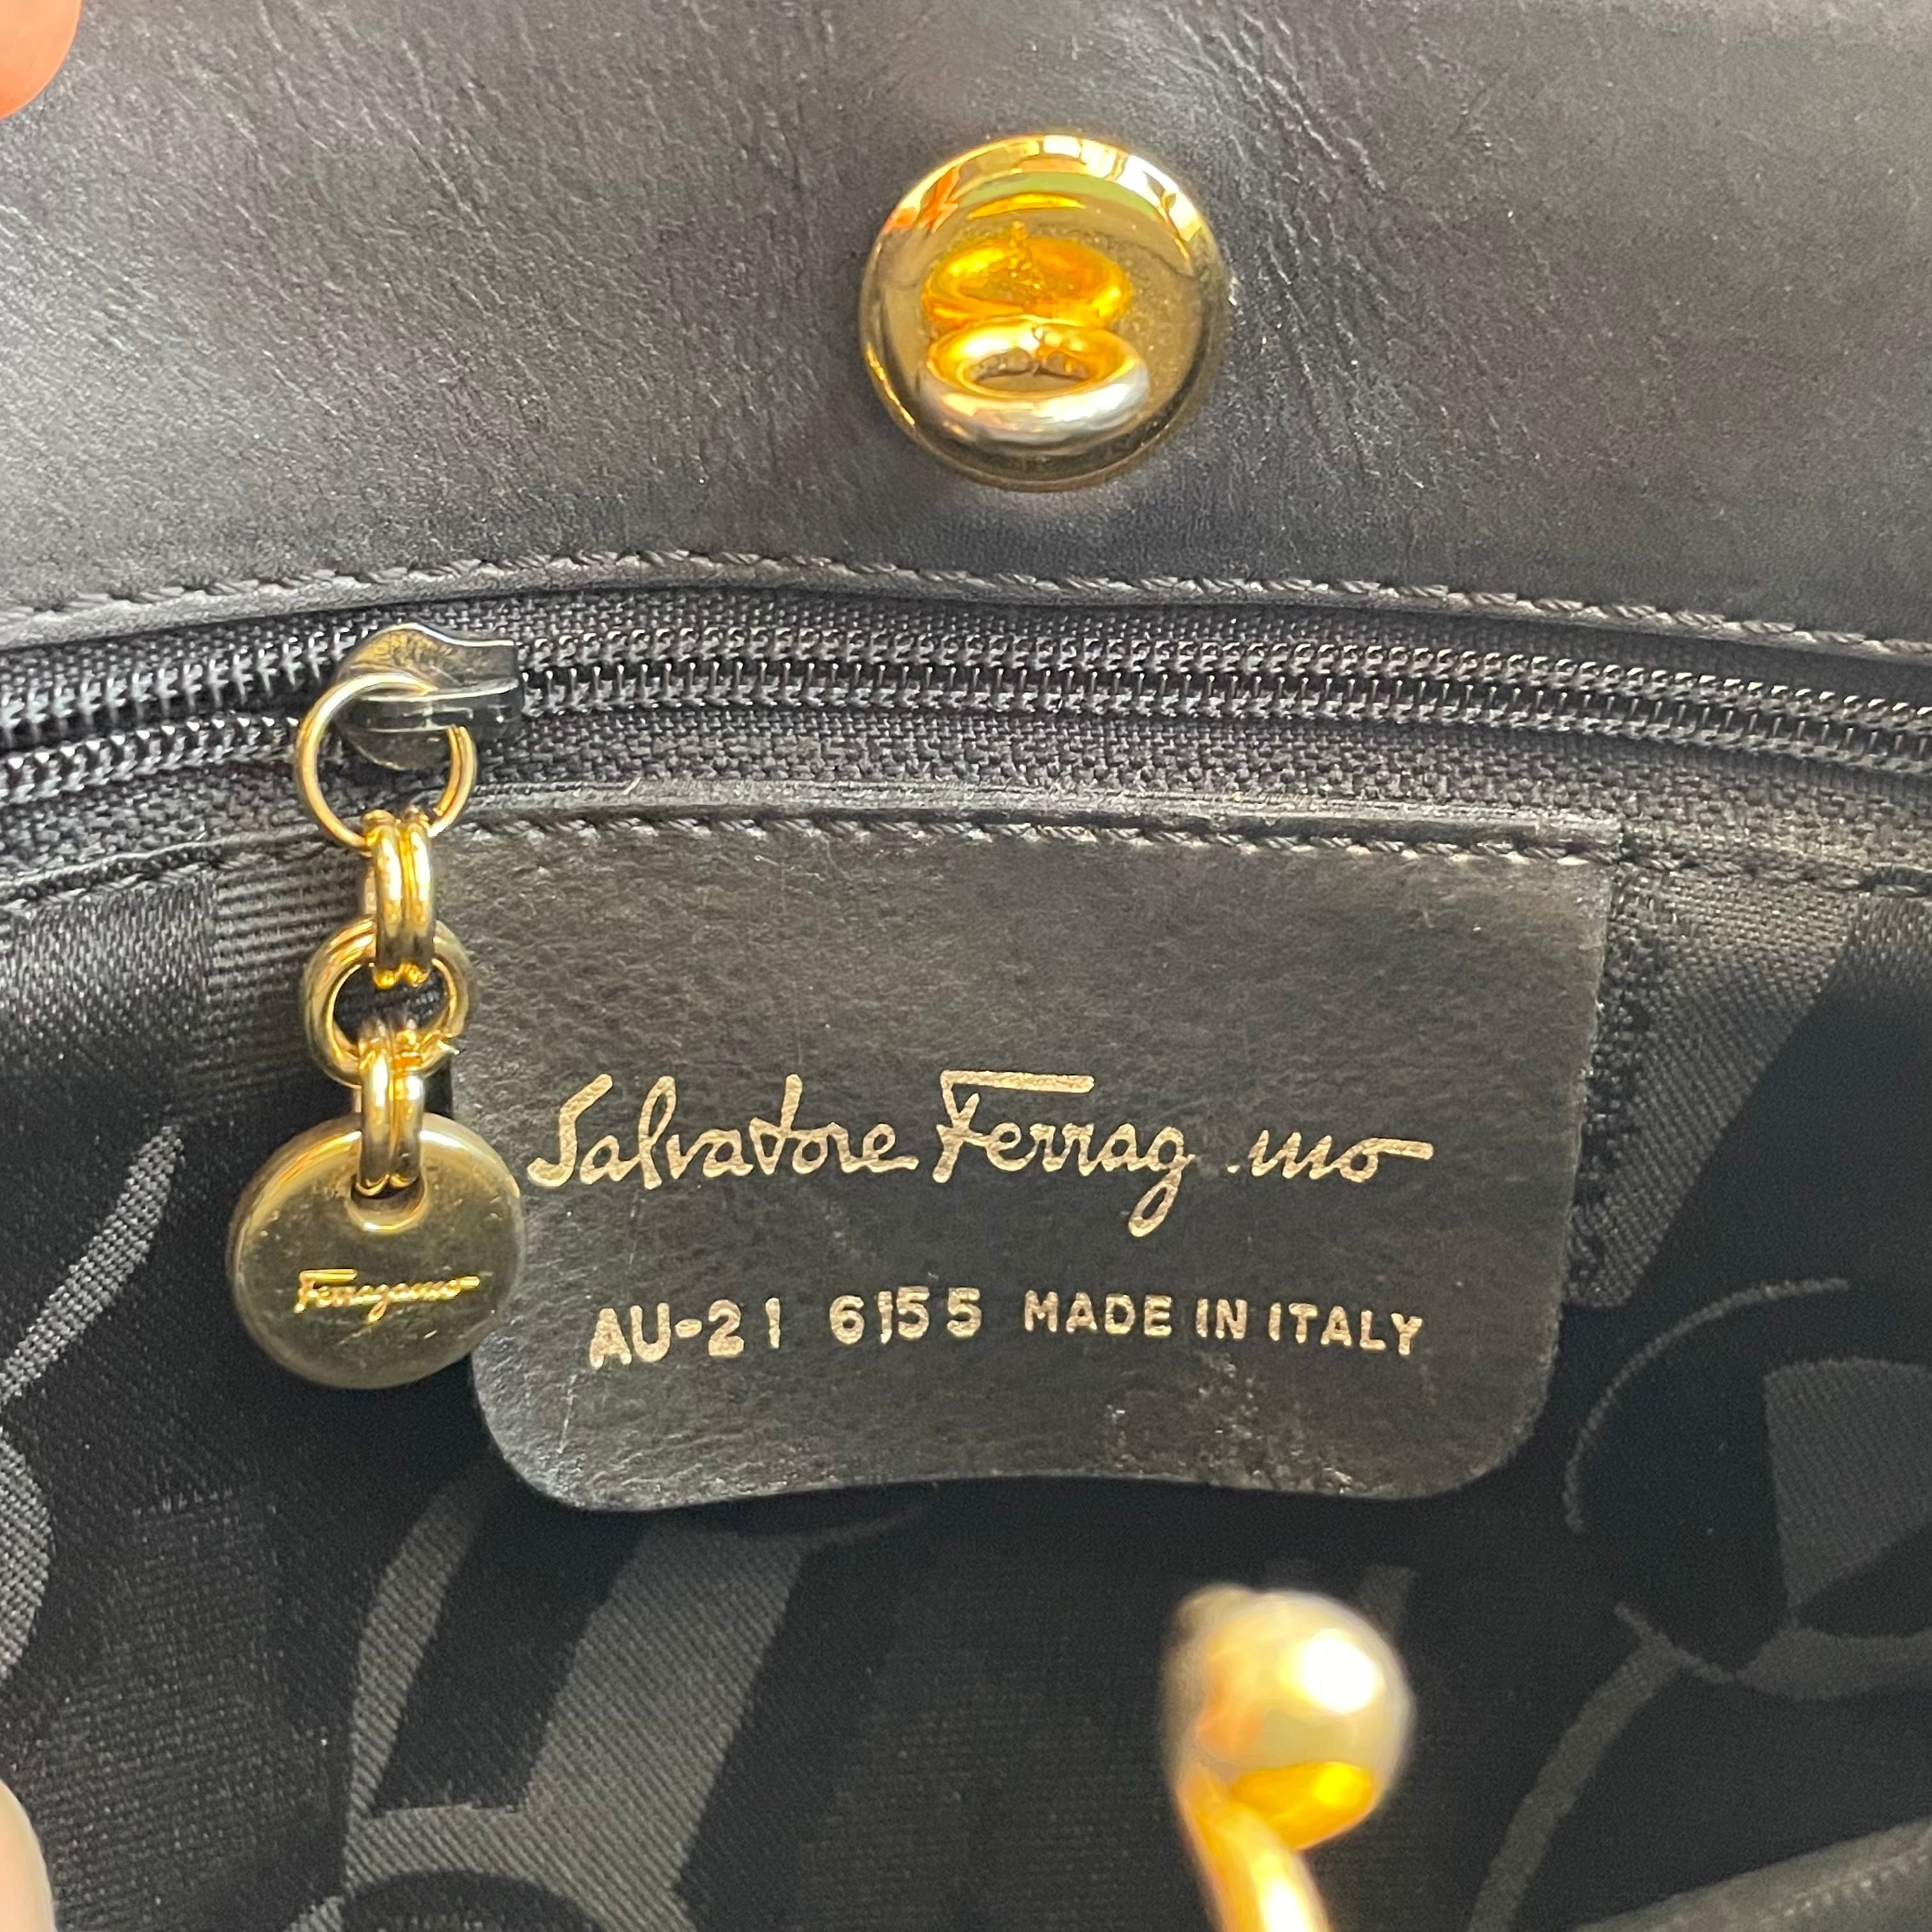 Salvatore Ferrag mo
AU-21 6155 MADE IN ITALY
Ferragamo